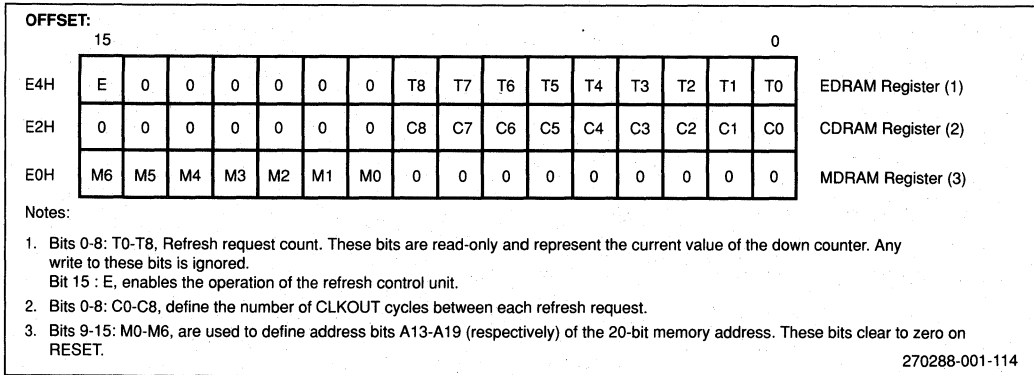 OFFSET:
15 0
E4H E 0 0 0 0 0 0 T8 T7 T6 T5 T4 T3 T2 T1 T0 EDRAM Register (1)
E2H 0 0 0 0 0 0 0 C8 C7 C6 C5 C4 C3 C2 C1 C0 CDRAM Register (2)
E0H M6 M5 M4 M3 M2 M1 M0 0 0 0 0 0 0 0 0 0 MDRAM Register (3)
Notes:
1. Bits 0-8: T0-T8, Refresh request count. These bits are read-only and represent the current value of the down counter. Any
write to these bits is ignored.
Bit 15 : E, enables the operation of the refresh control unit.
2. Bits 0-8: C0-C8, define the number of CLKOUT cycles between each refresh request.
3. Bits 9-15: M0-M6, are used to define address bits A13-A19 (respectively) of the 20-bit memory address. These bits clear to zero on
RESET.
270288-001-114